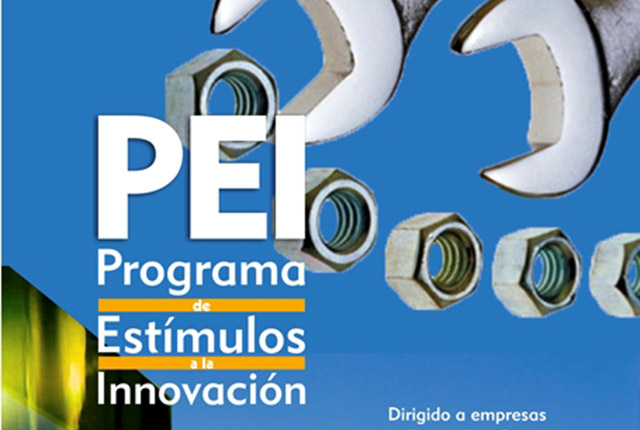 PEI
Programa
de
Estímulos
a la
Innovación
Dirigido a empresas